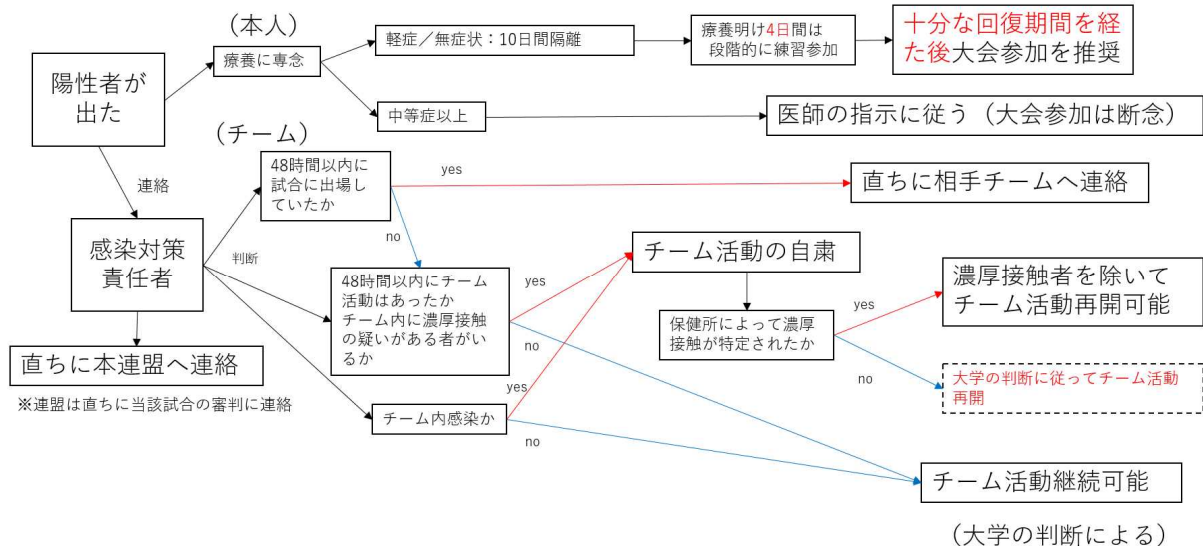 （本人）
陽性者が
出た
療養に専念
軽症／無症状：10日間隔離
療養明け4日間は
段階的に練習参加
十分な回復期間を経
た後大会参加を推奨
中等症以上
医師の指示に従う（大会参加は断念）
（チーム）
連絡
感染対策
責任者
判断
48時間以内に
試合に出場し
ていたか
yes
直ちに相手チームへ連絡
no
48時間以内にチーム
活動はあったか
チーム内に濃厚接触
の疑いがある者がい
るか
yes
no
チーム活動の自粛
保健所によって濃厚
接触が特定されたか
yes
濃厚接触者を除いて
チーム活動再開可能
no
大学の判断に従ってチーム活動
再開
直ちに本連盟へ連絡
※連盟は直ちに当該試合の審判に連絡
チーム内感染か
yes
no
チーム活動継続可能
（大学の判断による）